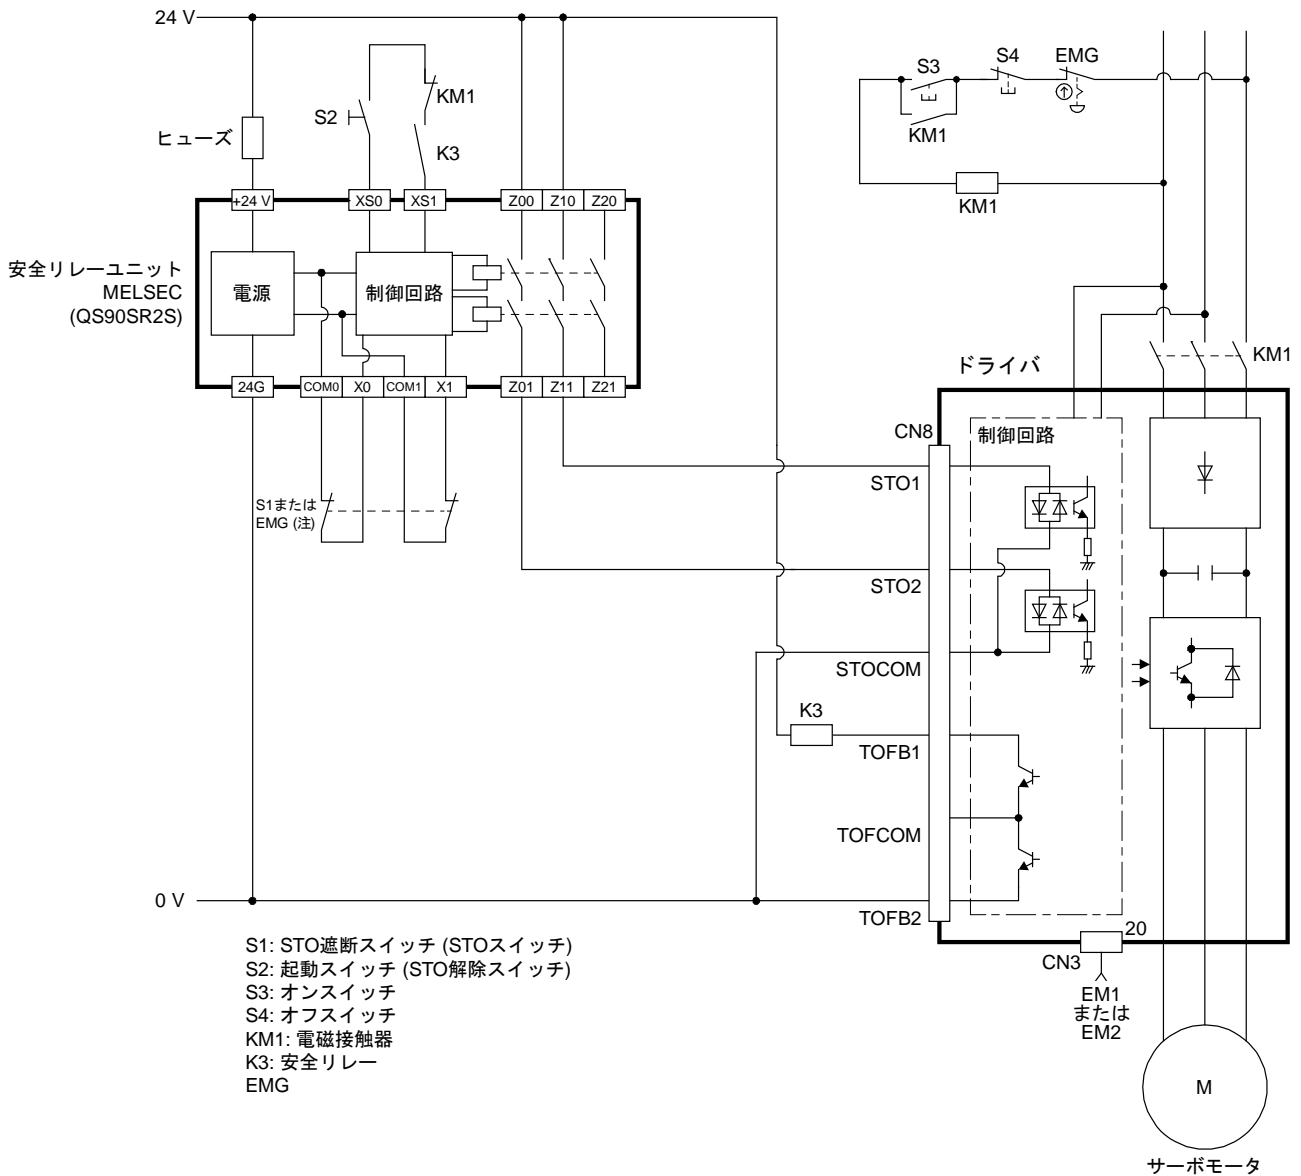 24 V
S3
S4
EMG
KM1
S2
KM1
ヒューズ
K3
KM1
+24 V
XS0
XS1
Z00
Z10
Z20
安全リレーユニット
MELSEC
(QS90SR2S)
電源
制御回路
KM1
ドライバ
24G
COM0
X0
COM1
X1
Z01
Z11
Z21
CN8
制御回路
STO1
S1または
EMG (注)
STO2
STOCOM
K3
TOFB1
TOFCOM
0 V
TOFB2
20
CN3
EM1
または
EM2
S1: STO遮断スイッチ (STOスイッチ)
S2: 起動スイッチ (STO解除スイッチ)
S3: オンスイッチ
S4: オフスイッチ
KM1: 電磁接触器
K3: 安全リレー
EMG
M
サーボモータ